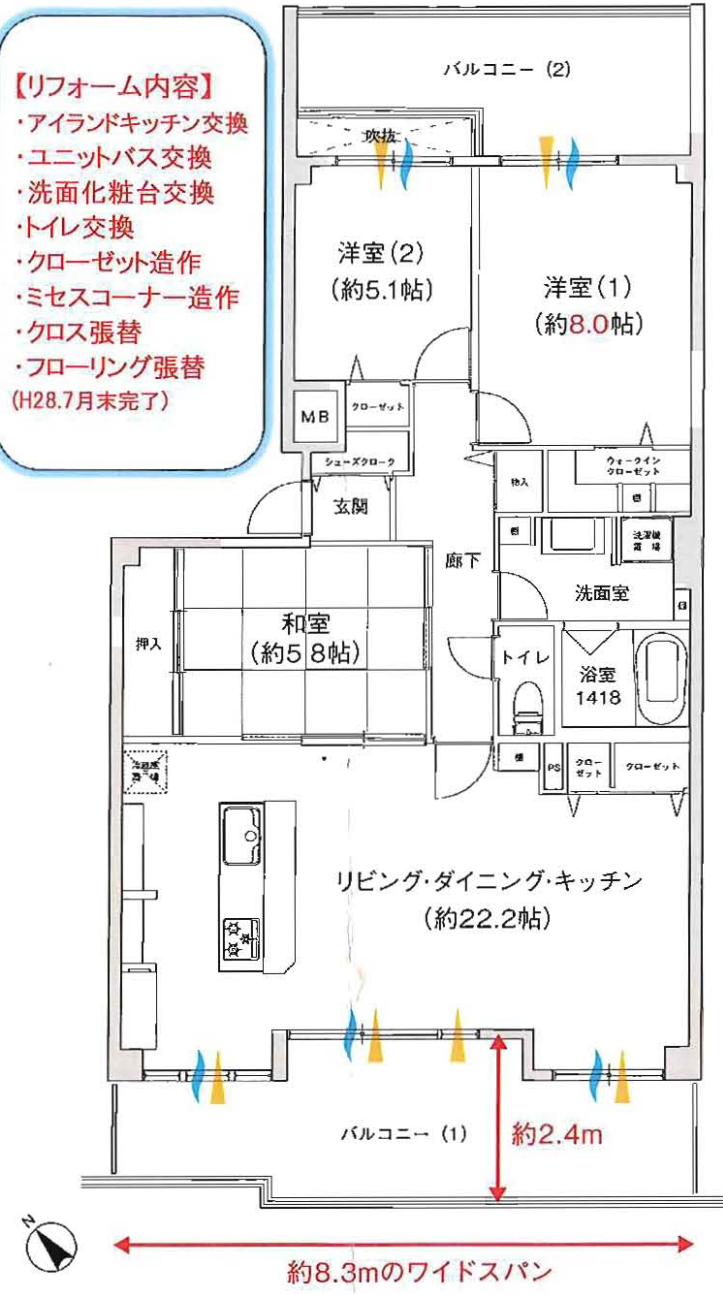 【リフォーム内容】
・アイランドキッチン交換
・ユニットバス交換
・洗面化粧台交換
・トイレ交換
・クローゼット造作
・ミセスコーナー造作
・クロス張替
・フローリング張替
(H28.7月末完了)
バルコニー (2)
吹抜
洋室(2)
(約5.1帖)
洋室(1)
(約8.0帖)
MB
クローゼット
シューズクローク
玄関
物入
ウォークイン
クローゼット
棚
廊下
棚
洗濯機
置場
洗面室
棚
押入
和室
(約5 8帖)
トイレ
浴室
1418
冷蔵庫
置場
棚
PS
クロー
ゼット
クローゼット
リビング・ダイニング・キッチン
(約22.2帖)
バルコニー (1)
約2.4m
N
約8.3mのワイドスパン